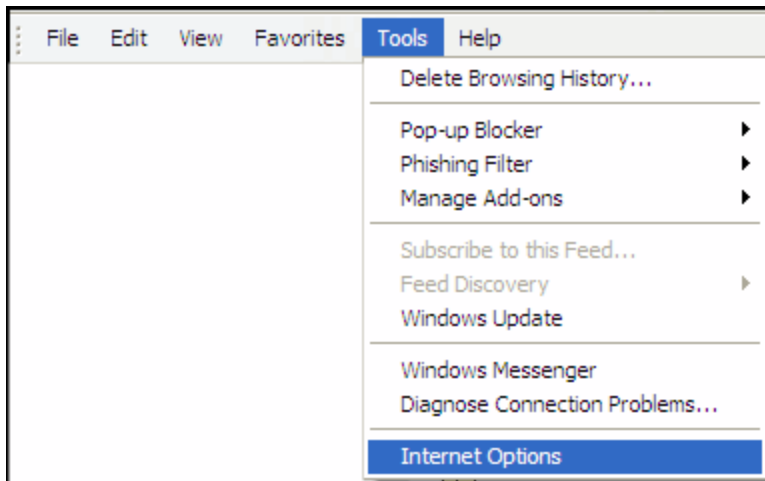 File Edit View Favorites Tools Help
Delete Browsing History...
Pop-up Blocker
Phishing Filter
Manage Add-ons
Subscribe to this Feed...
Feed Discovery
Windows Update
Windows Messenger
Diagnose Connection Problems...
Internet Options